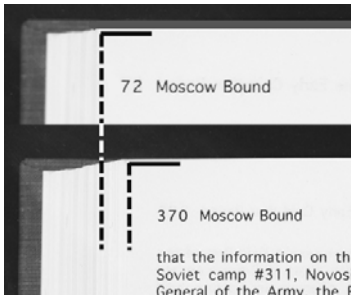 72 Moscow Bound
370 Moscow Bound
that the information on th
Soviet camp #311, Novos
General of the Army, the